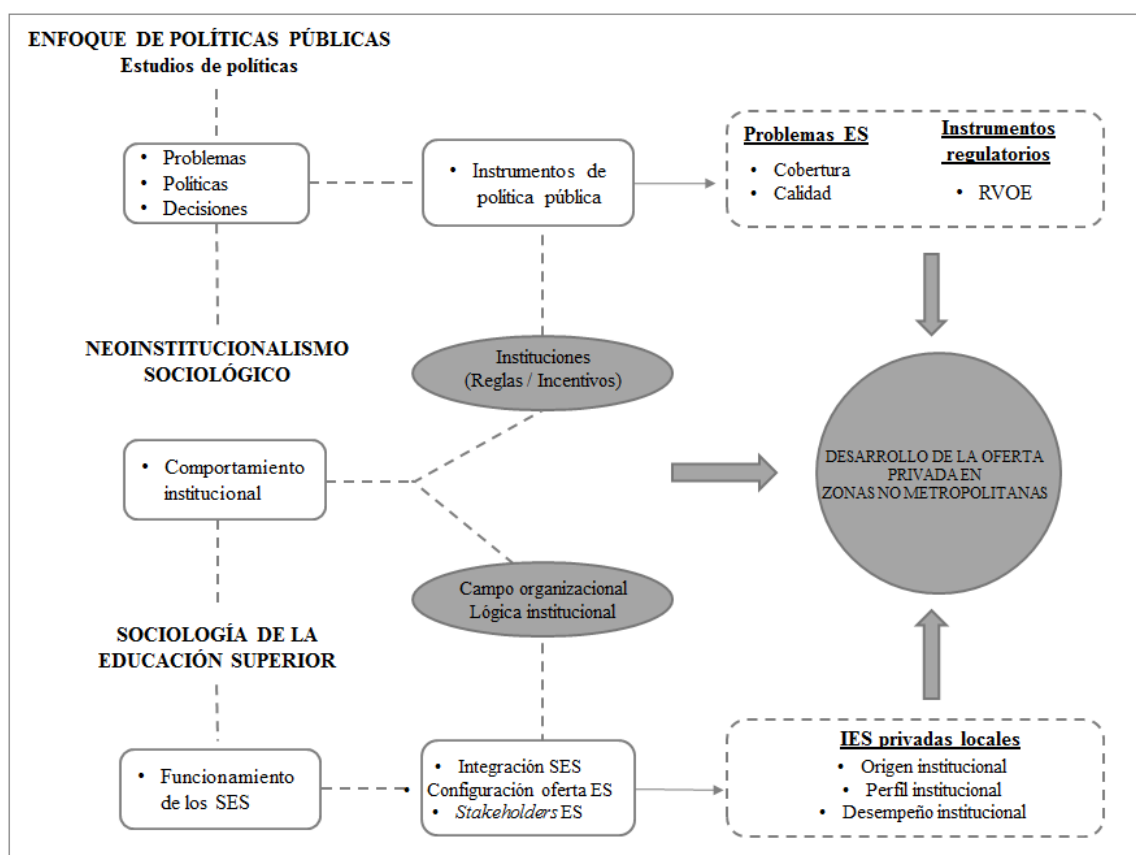 ENFOQUE DE POLÍTICAS PÚBLICAS
Estudios de políticas
• Problemas
• Políticas
• Decisiones
• Instrumentos de
política pública
Problemas ES
• Cobertura
• Calidad
Instrumentos
regulatorios
• RVOE
NEOINSTITUCIONALISMO
SOCIOLÓGICO
Instituciones
(Reglas / Incentivos)
• Comportamiento
institucional
DESARROLLO DE LA OFERTA
PRIVADA EN
ZONAS NO METROPOLITANAS
Campo organizacional
Lógica institucional
SOCIOLOGÍA DE LA
EDUCACIÓN SUPERIOR
• Funcionamiento
de los SES
• Integración SES
• Configuración oferta ES
• Stakeholders ES
IES privadas locales
• Origen institucional
• Perfil institucional
• Desempeño institucional